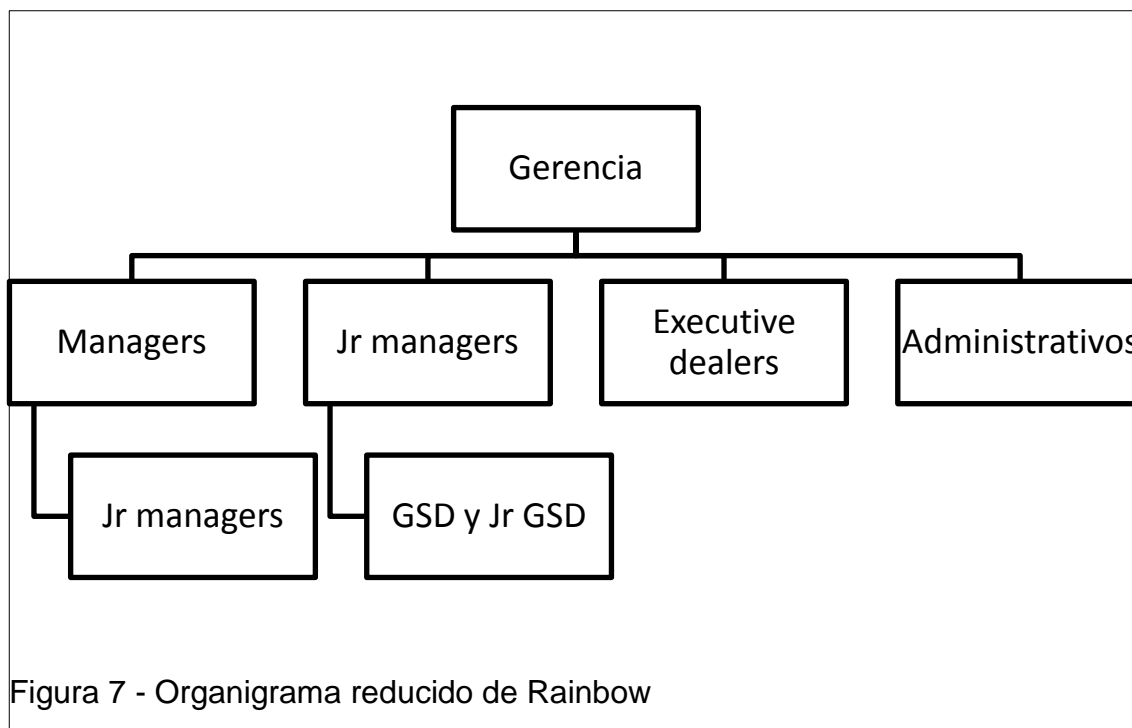 Gerencia
Managers
Jr managers
Executive
dealers
Administrativos
Jr managers
GSD y Jr GSD
Figura 7 - Organigrama reducido de Rainbow